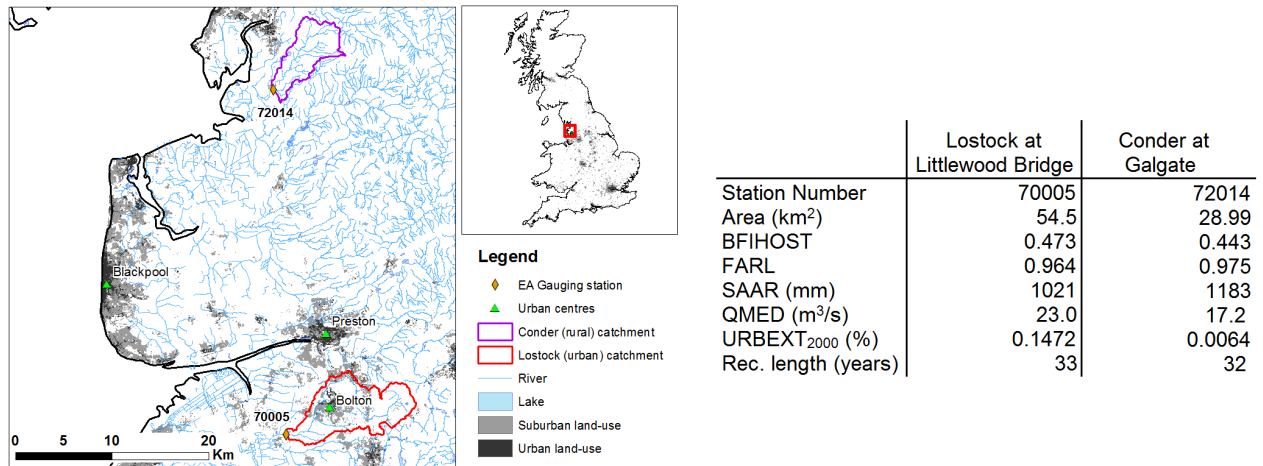 72014
Blackpool
Preston
Bolton
70005
0 5 10 20
Km
Legend
EA Gauging station
Urban centres
Conder (rural) catchment
Lostock (urban) catchment
River
Lake
Suburban land-use
Urban land-use
Lostock at Littlewood Bridge Conder at Galgate
Station Number 70005 72014
Area (km²) 54.5 28.99
BFIHOST 0.473 0.443
FARL 0.964 0.975
SAAR (mm) 1021 1183
QMED (m³/s) 23.0 17.2
URBEXT₂₀₀₀ (%) 0.1472 0.0064
Rec. length (years) 33 32